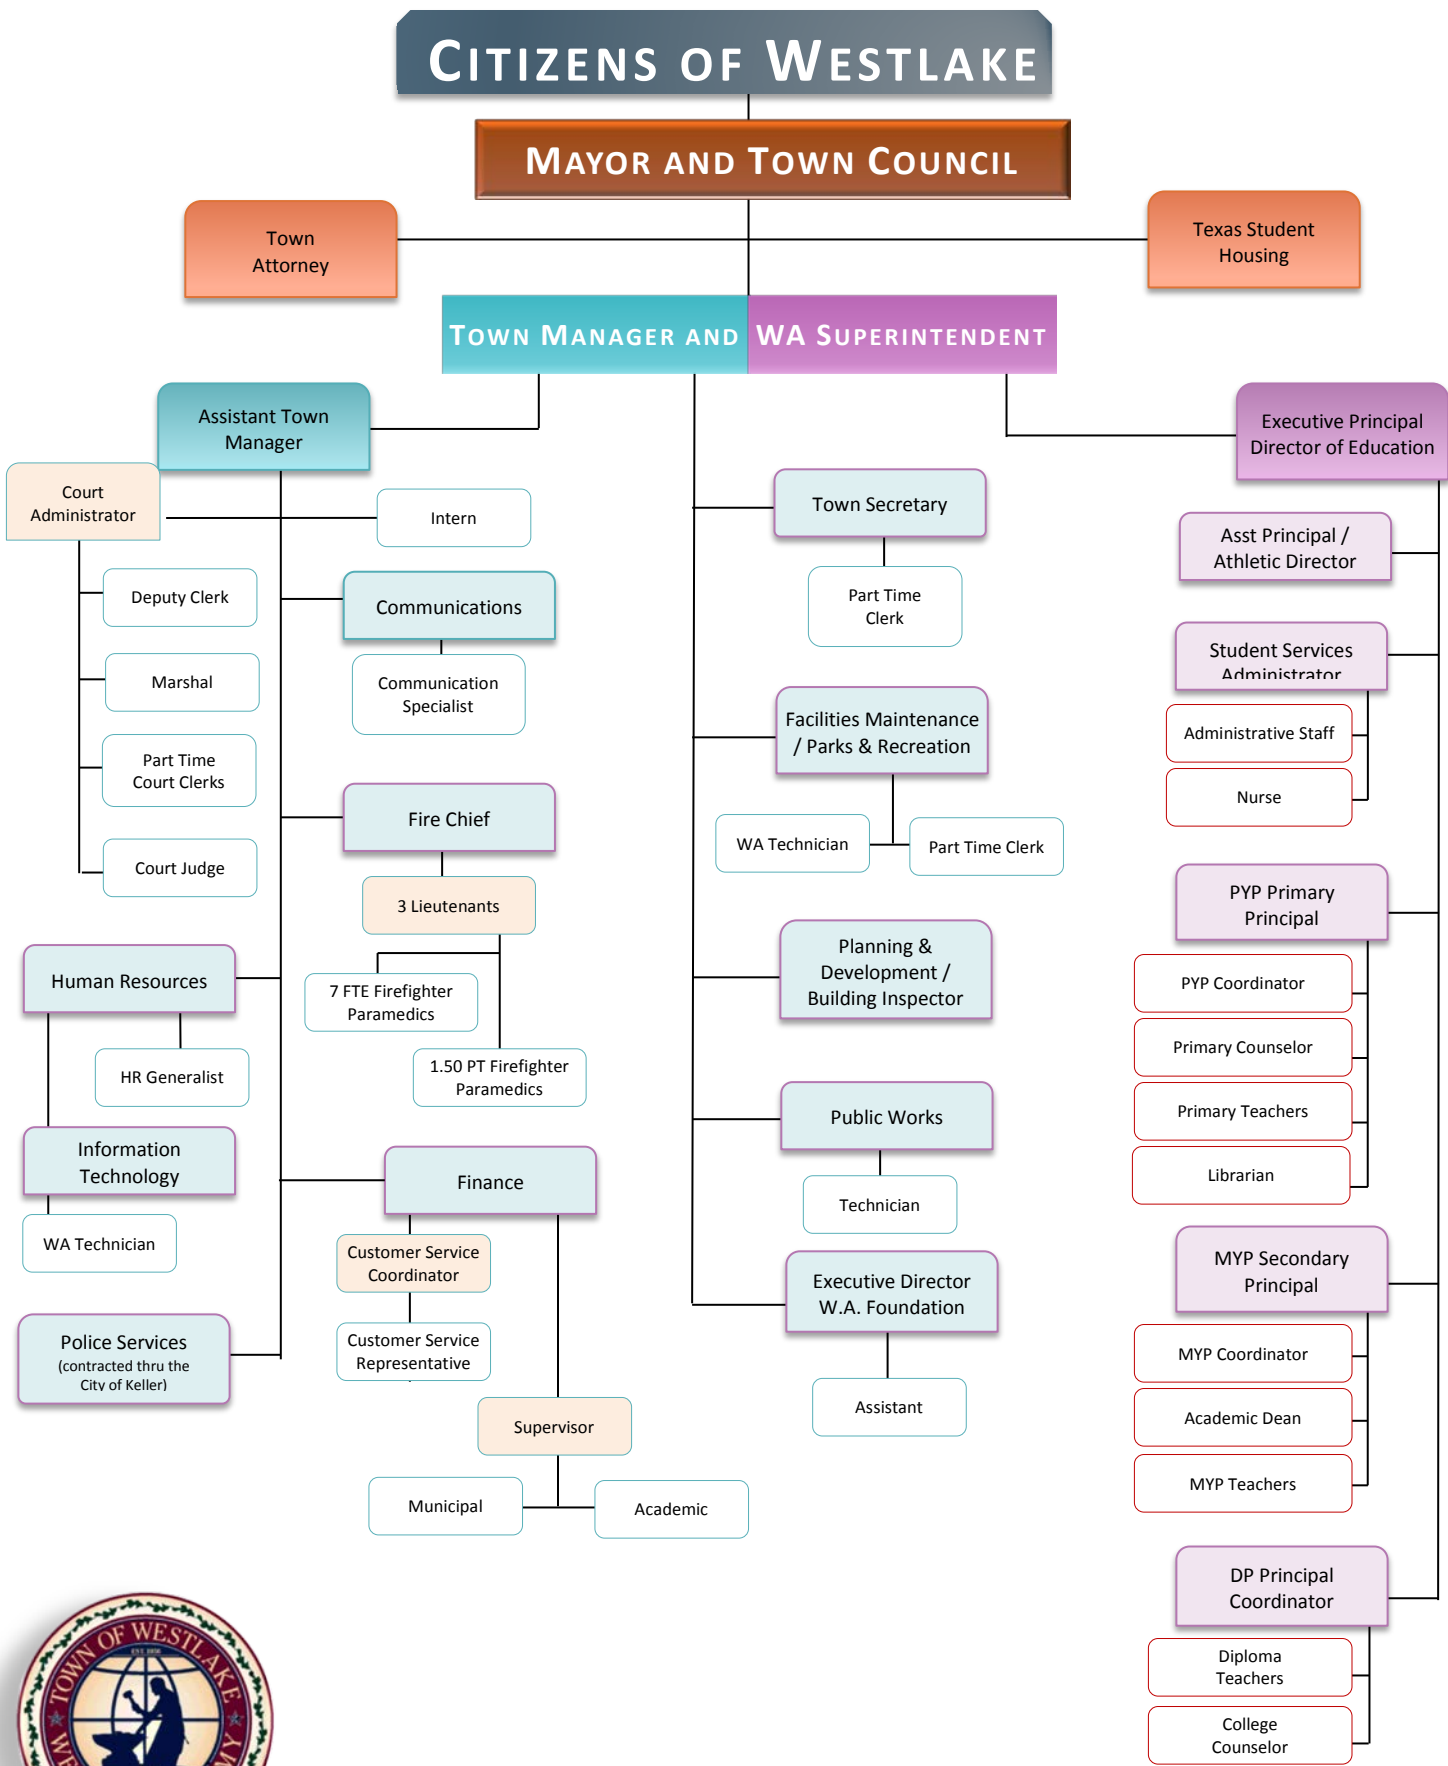 CITIZENS OF WESTLAKE
MAYOR AND TOWN COUNCIL
Town
Attorney
Texas Student
Housing
TOWN MANAGER AND WA SUPERINTENDENT
Assistant Town
Manager
Executive Principal
Director of Education
Court
Administrator
Intern
Deputy Clerk
Marshal
Part Time
Court Clerks
Court Judge
Communications
Communication
Specialist
Fire Chief
3 Lieutenants
7 FTE Firefighter
Paramedics
1.50 PT Firefighter
Paramedics
Human Resources
HR Generalist
Information
Technology
WA Technician
Finance
Customer Service
Coordinator
Customer Service
Representative
Supervisor
Municipal
Academic
Police Services
(contracted thru the
City of Keller)
Town Secretary
Part Time
Clerk
Facilities Maintenance
/ Parks & Recreation
WA Technician
Part Time Clerk
Planning &
Development /
Building Inspector
Public Works
Technician
Executive Director
W.A. Foundation
Assistant
Asst Principal /
Athletic Director
Student Services
Administrator
Administrative Staff
Nurse
PYP Primary
Principal
PYP Coordinator
Primary Counselor
Primary Teachers
Librarian
MYP Secondary
Principal
MYP Coordinator
Academic Dean
MYP Teachers
DP Principal
Coordinator
Diploma
Teachers
College
Counselor
TOWN OF WESTLAKE